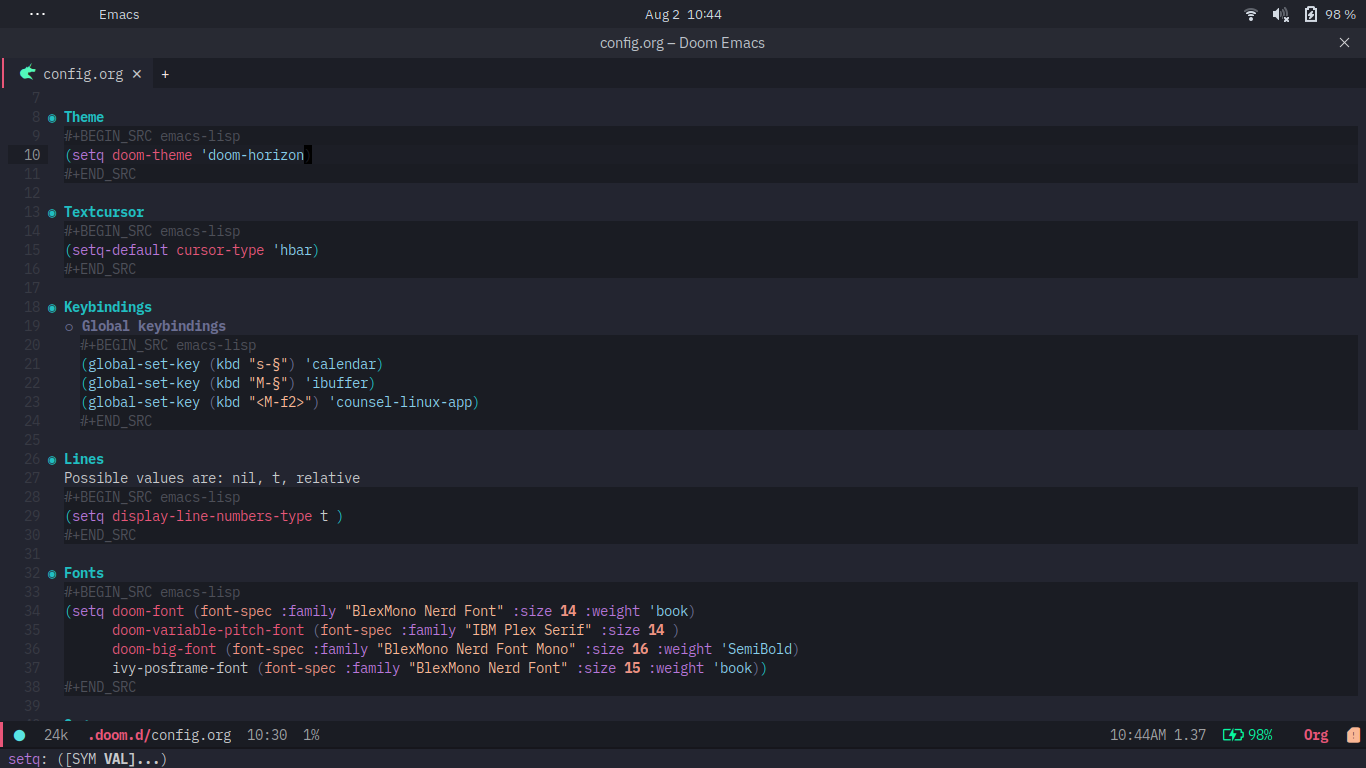 ··· Emacs Aug 2 10:44 98 %
config.org – Doom Emacs ×
config.org × +
7
8 ◉ Theme
9 #+BEGIN_SRC emacs-lisp
10 (setq doom-theme 'doom-horizon)
11 #+END_SRC
12
13 ◉ Textcursor
14 #+BEGIN_SRC emacs-lisp
15 (setq-default cursor-type 'hbar)
16 #+END_SRC
17
18 ◉ Keybindings
19 ○ Global keybindings
20 #+BEGIN_SRC emacs-lisp
21 (global-set-key (kbd "s-§") 'calendar)
22 (global-set-key (kbd "M-§") 'ibuffer)
23 (global-set-key (kbd "<M-f2>") 'counsel-linux-app)
24 #+END_SRC
25
26 ◉ Lines
27 Possible values are: nil, t, relative
28 #+BEGIN_SRC emacs-lisp
29 (setq display-line-numbers-type t )
30 #+END_SRC
31
32 ◉ Fonts
33 #+BEGIN_SRC emacs-lisp
34 (setq doom-font (font-spec :family "BlexMono Nerd Font" :size 14 :weight 'book)
35 doom-variable-pitch-font (font-spec :family "IBM Plex Serif" :size 14 )
36 doom-big-font (font-spec :family "BlexMono Nerd Font Mono" :size 16 :weight 'SemiBold)
37 ivy-posframe-font (font-spec :family "BlexMono Nerd Font" :size 15 :weight 'book))
38 #+END_SRC
39
24k .doom.d/config.org 10:30 1% 10:44AM 1.37 98% Org
setq: ([SYM VAL]...)